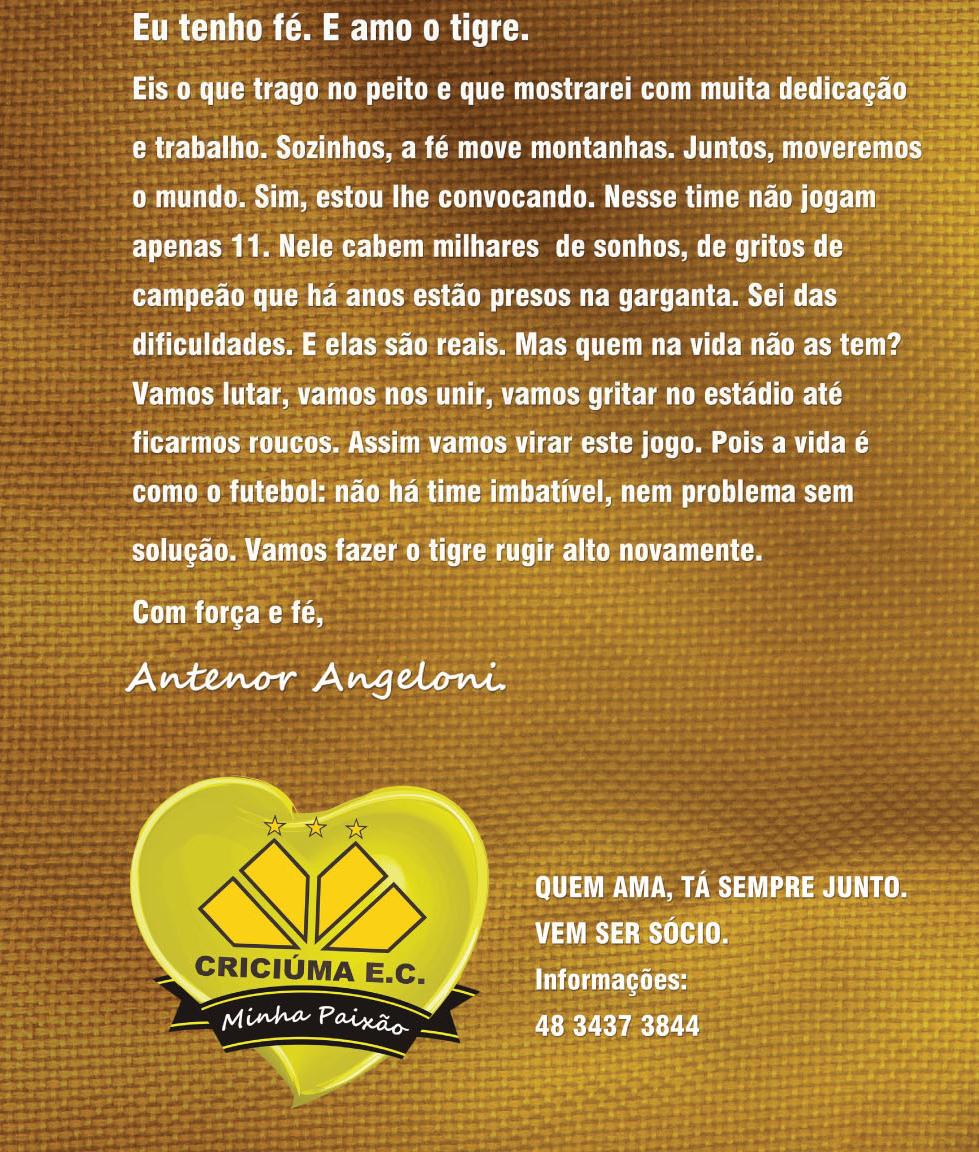 Eu tenho fé. E amo o tigre.
Eis o que trago no peito e que mostrarei com muita dedicação
e trabalho. Sozinhos, a fé move montanhas. Juntos, moveremos
o mundo. Sim, estou lhe convocando. Nesse time não jogam
apenas 11. Nele cabem milhares  de sonhos, de gritos de
campeão que há anos estão presos na garganta. Sei das
dificuldades. E elas são reais. Mas quem na vida não as tem?
Vamos lutar, vamos nos unir, vamos gritar no estádio até
ficarmos roucos. Assim vamos virar este jogo. Pois a vida é
como o futebol: não há time imbatível, nem problema sem
solução. Vamos fazer o tigre rugir alto novamente.
Com força e fé,
Antenor Angeloni.
CRICIÚMA E.C.
Minha Paixão
QUEM AMA, TÁ SEMPRE JUNTO.
VEM SER SÓCIO.
Informações:
48 3437 3844